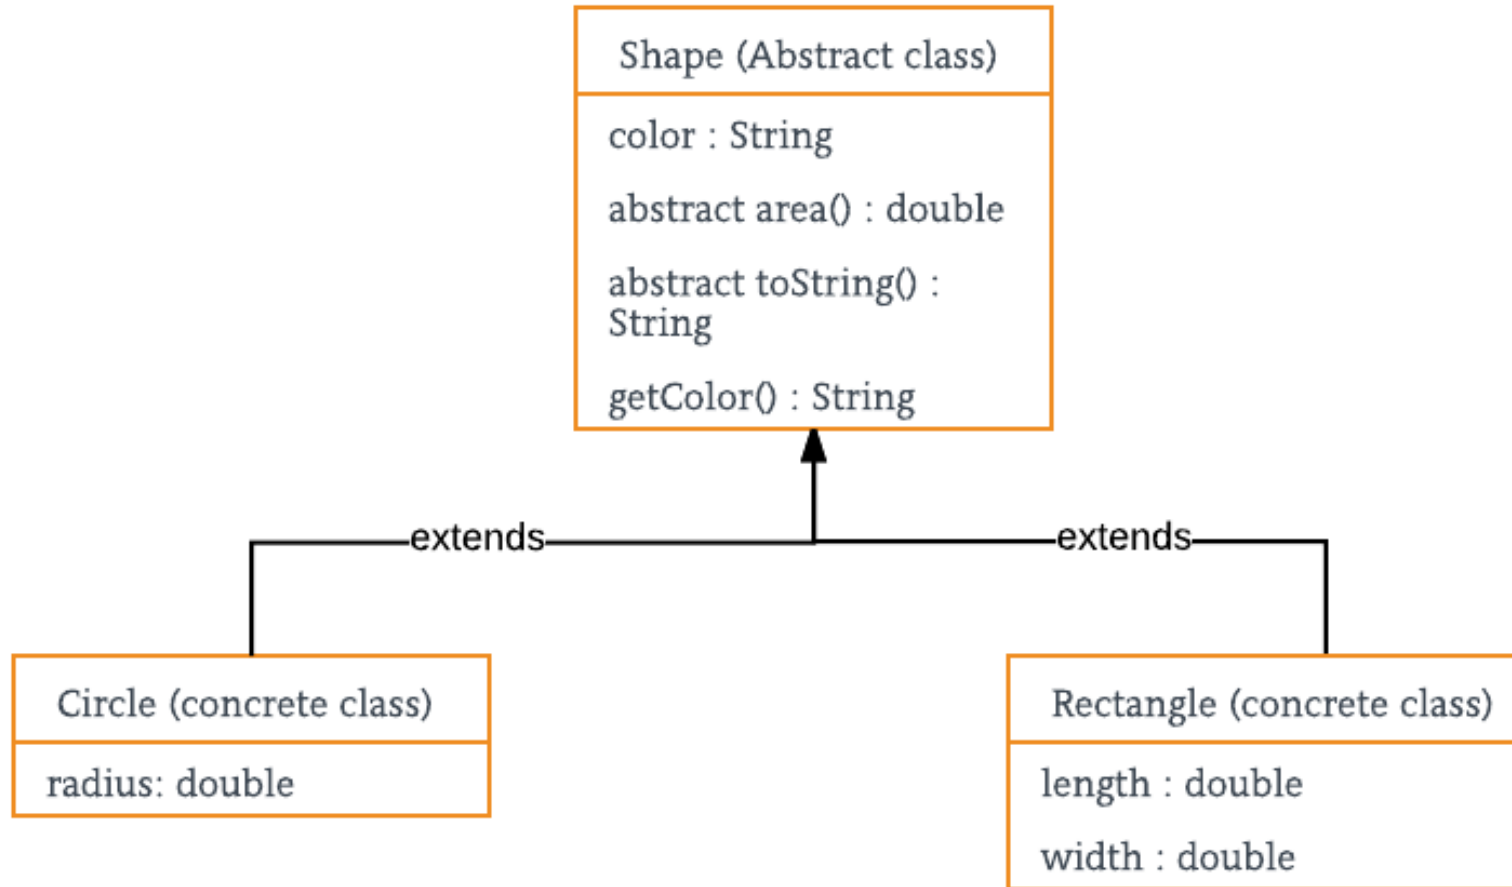 Shape (Abstract class)
color : String
abstract area() : double
abstract toString() :
String
getColor() : String
extends
extends
Circle (concrete class)
radius: double
Rectangle (concrete class)
length : double
width : double